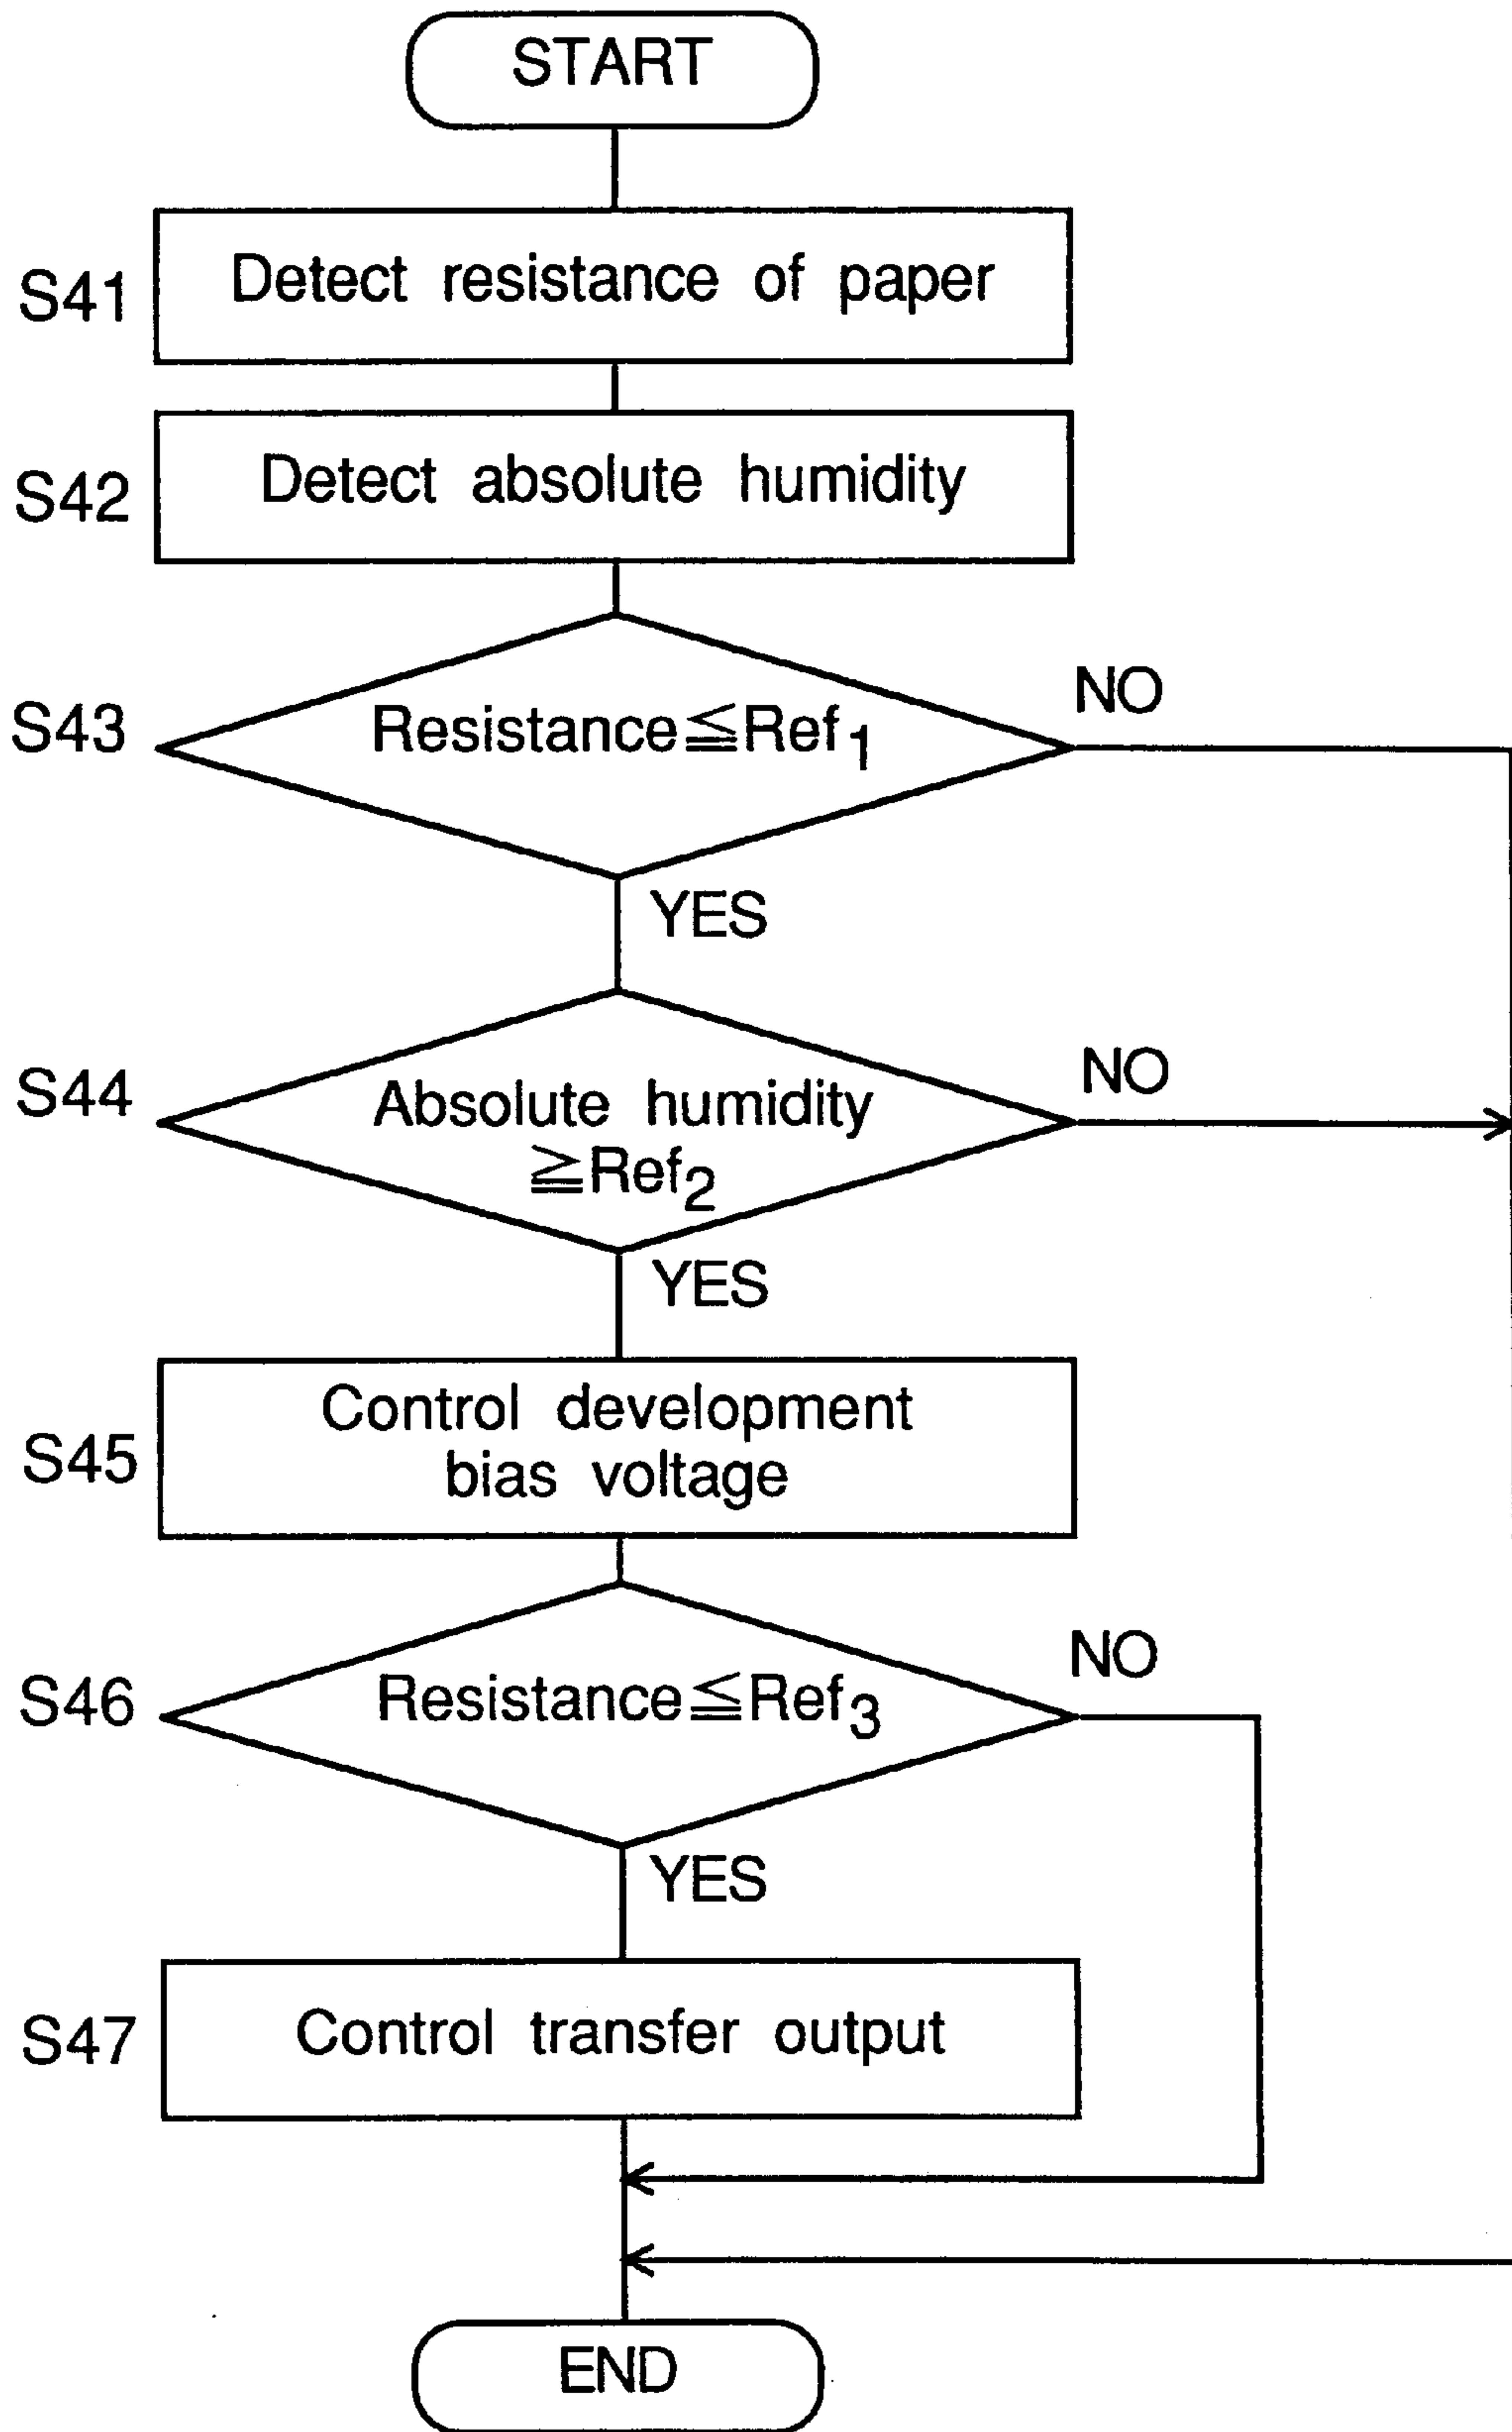 START
S41
Detect resistance of paper
S42
Detect absolute humidity
S43
Resistance≦Ref1
NO
YES
S44
Absolute humidity
≧Ref2
NO
YES
S45
Control development
bias voltage
S46
Resistance≦Ref3
NO
YES
S47
Control transfer output
END